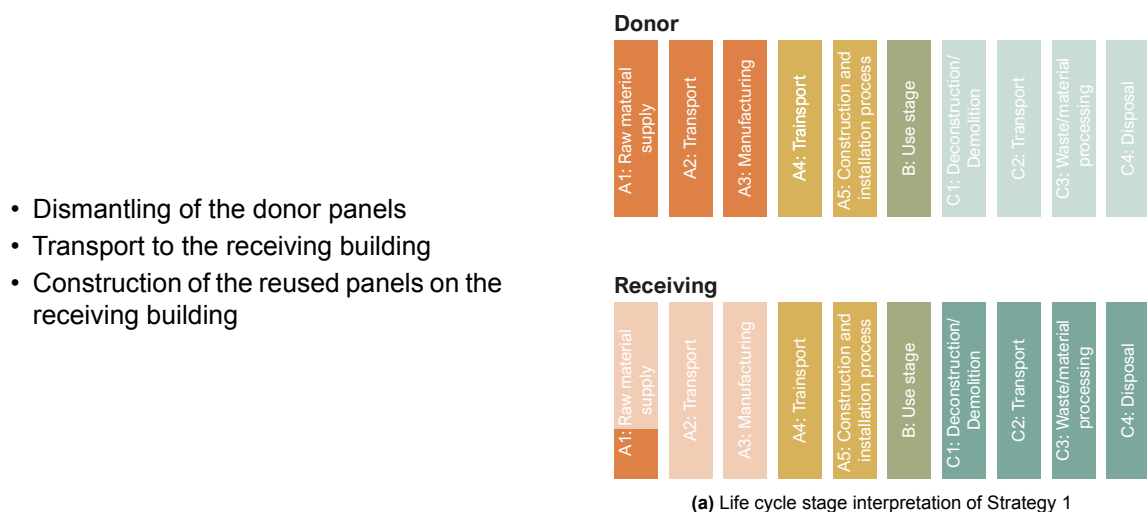 • Dismantling of the donor panels
• Transport to the receiving building
• Construction of the reused panels on the
receiving building
Donor
A1: Raw material
supply
A2: Transport
A3: Manufacturing
A4: Trainsport
A5: Construction and
installation process
B: Use stage
C1: Deconstruction/
Demolition
C2: Transport
C3: Waste/material
processing
C4: Disposal
Receiving
A1: Raw material
supply
A2: Transport
A3: Manufacturing
A4: Trainsport
A5: Construction and
installation process
B: Use stage
C1: Deconstruction/
Demolition
C2: Transport
C3: Waste/material
processing
C4: Disposal
(a) Life cycle stage interpretation of Strategy 1